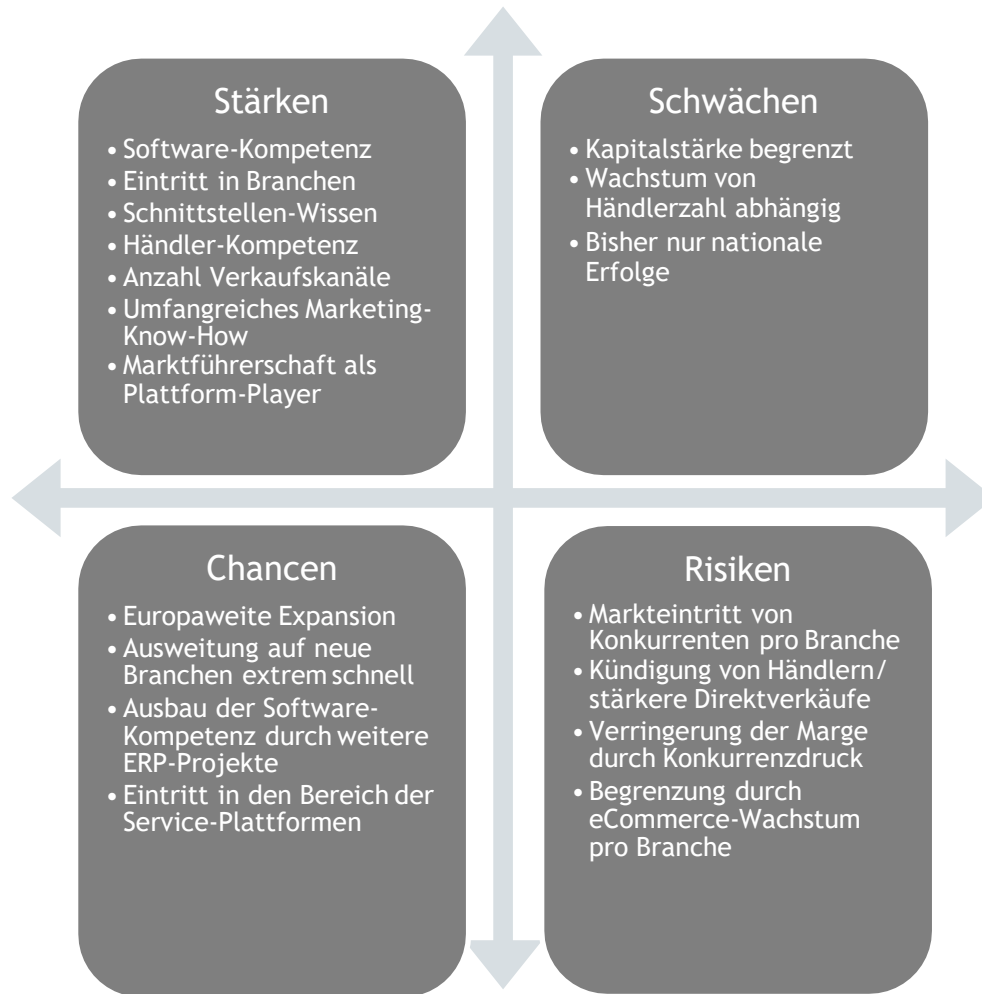 Stärken
• Software-Kompetenz
• Eintritt in Branchen
• Schnittstellen-Wissen
• Händler-Kompetenz
• Anzahl Verkaufskanäle
• Umfangreiches Marketing-
Know-How
• Marktführerschaft als
Plattform-Player
Schwächen
• Kapitalstärke begrenzt
• Wachstum von
Händlerzahl abhängig
• Bisher nur nationale
Erfolge
Chancen
• Europaweite Expansion
• Ausweitung auf neue
Branchen extrem schnell
• Ausbau der Software-
Kompetenz durch weitere
ERP-Projekte
• Eintritt in den Bereich der
Service-Plattformen
Risiken
• Markteintritt von
Konkurrenten pro Branche
• Kündigung von Händlern/
stärkere Direktverkäufe
• Verringerung der Marge
durch Konkurrenzdruck
• Begrenzung durch
eCommerce-Wachstum
pro Branche